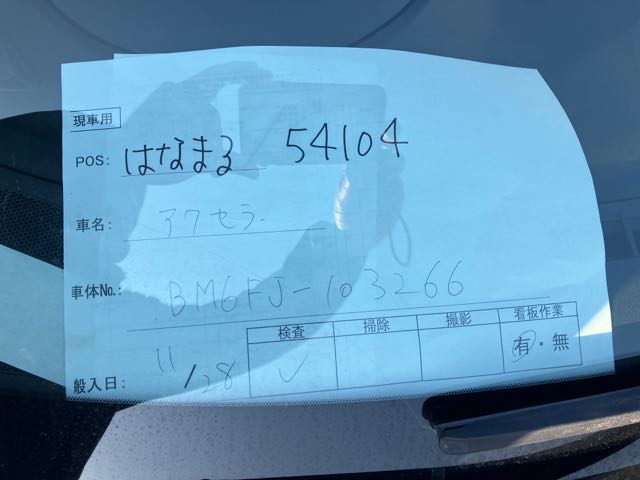 現車用
POS: はなまる 54104
車名: アクセラ
車体No.: BM6FJ-103266
検査 掃除 撮影 看板作業
✓ 有・無
搬入日: 11/28